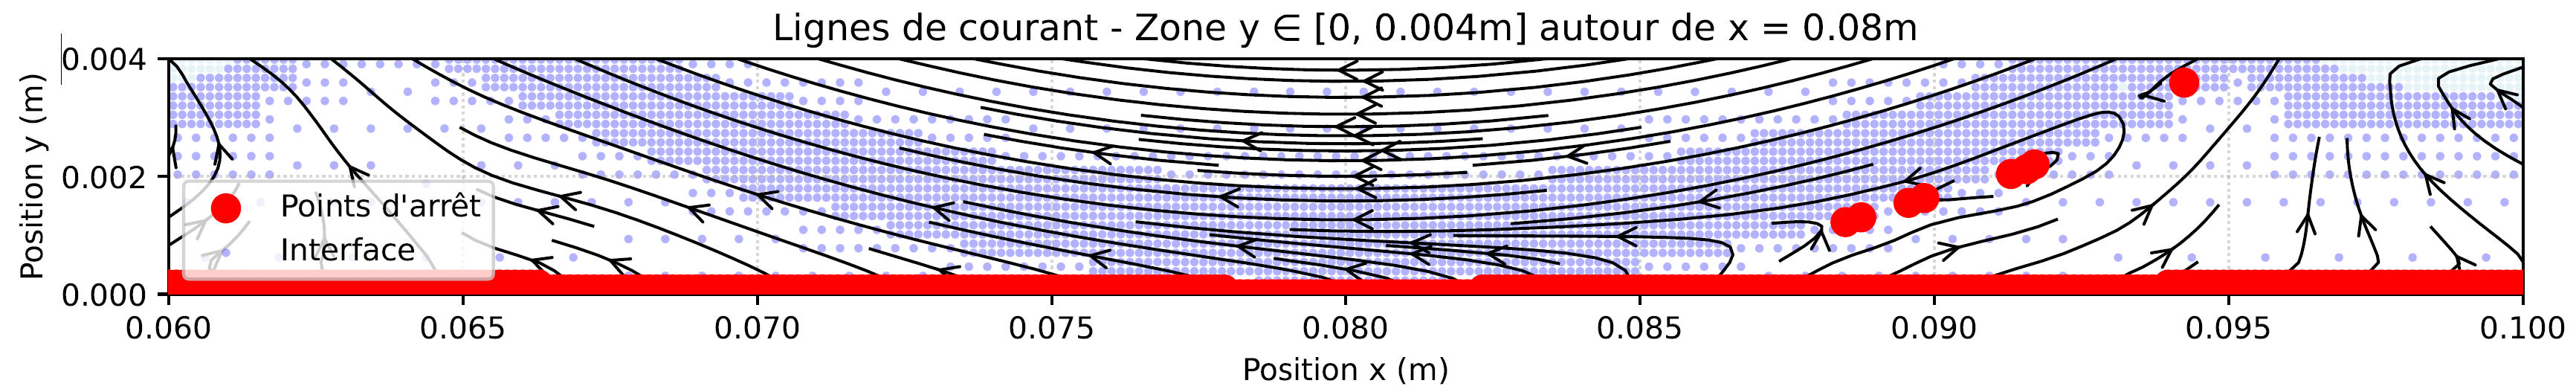 Lignes de courant - Zone y ∈ [0, 0.004m] autour de x = 0.08m
Position y (m)
0.004
0.002
0.000
Points d'arrêt
Interface
0.060 0.065 0.070 0.075 0.080 0.085 0.090 0.095 0.100
Position x (m)